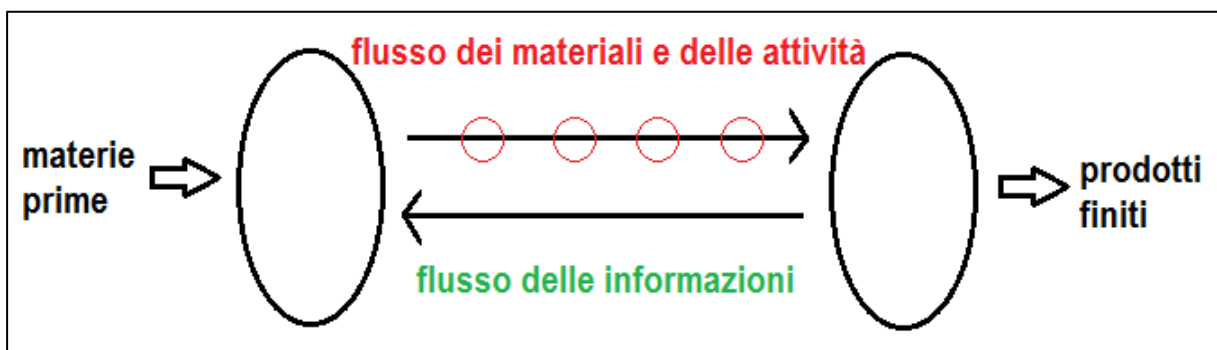 flusso dei materiali e delle attività
materie
prime
prodotti
finiti
flusso delle informazioni